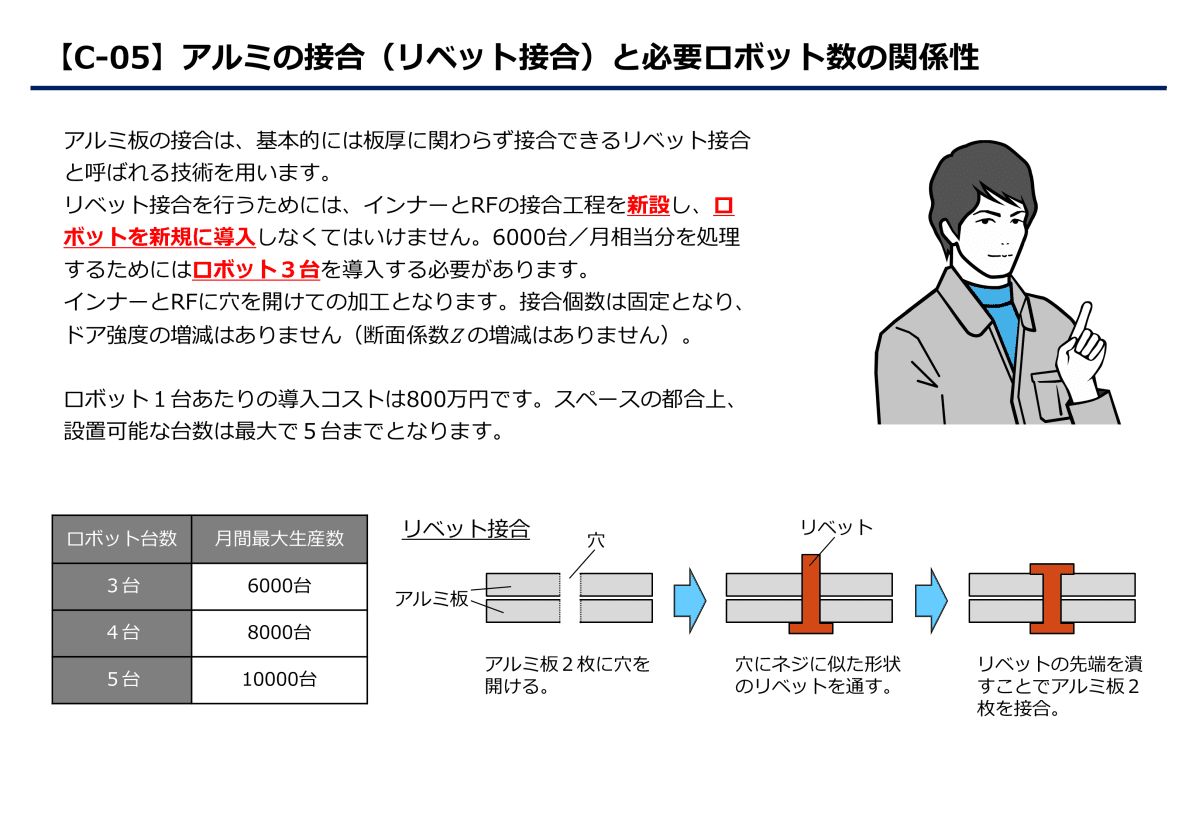 【C-05】アルミの接合（リベット接合）と必要ロボット数の関係性
アルミ板の接合は、基本的には板厚に関わらず接合できるリベット接合
と呼ばれる技術を用います。
リベット接合を行うためには、インナーとRFの接合工程を新設し、ロ
ボットを新規に導入しなくてはいけません。6000台／月相当分を処理
するためにはロボット３台を導入する必要があります。
インナーとRFに穴を開けての加工となります。接合個数は固定となり、
ドア強度の増減はありません（断面係数Zの増減はありません）。
ロボット１台あたりの導入コストは800万円です。スペースの都合上、
設置可能な台数は最大で５台までとなります。
ロボット台数 月間最大生産数
３台 6000台
４台 8000台
５台 10000台
リベット接合
穴
アルミ板
リベット
アルミ板２枚に穴を
開ける。
穴にネジに似た形状
のリベットを通す。
リベットの先端を潰
すことでアルミ板２
枚を接合。